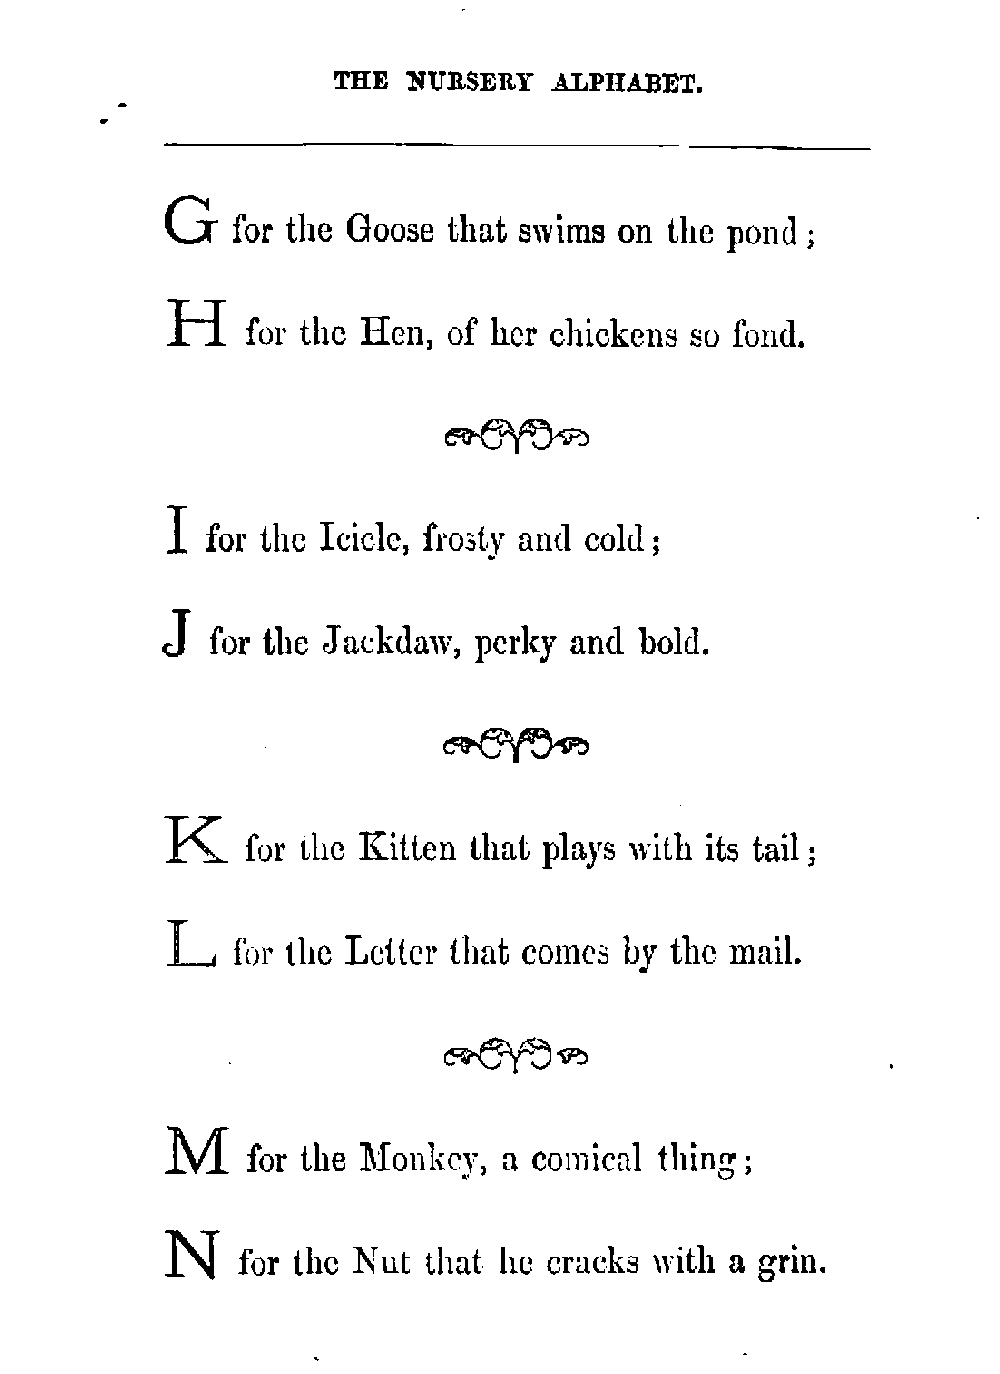 THE NURSERY ALPHABET.
G for the Goose that swims on the pond;
H for the Hen, of her chickens so fond.
I for the Icicle, frosty and cold;
J for the Jackdaw, perky and bold.
K for the Kitten that plays with its tail;
L for the Letter that comes by the mail.
M for the Monkey, a comical thing;
N for the Nut that he cracks with a grin.